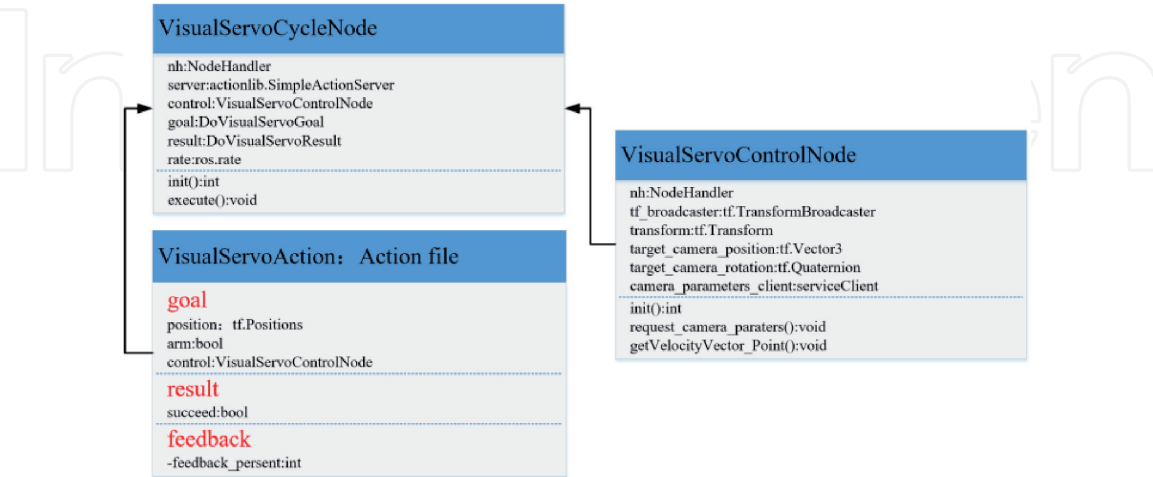 VisualServoCycleNode
nh:NodeHandler
server:actionlib.SimpleActionServer
control:VisualServoControlNode
goal:DoVisualServoGoal
result:DoVisualServoResult
rate:ros.rate
init():int
execute():void
VisualServoAction：Action file
goal
position：tf.Positions
arm:bool
control:VisualServoControlNode
result
succeed:bool
feedback
-feedback_persent:int
VisualServoControlNode
nh:NodeHandler
tf_broadcaster:tf.TransformBroadcaster
transform:tf.Transform
target_camera_position:tf.Vector3
target_camera_rotation:tf.Quaternion
camera_parameters_client:serviceClient
init():int
request_camera_paraters():void
getVelocityVector_Point():void